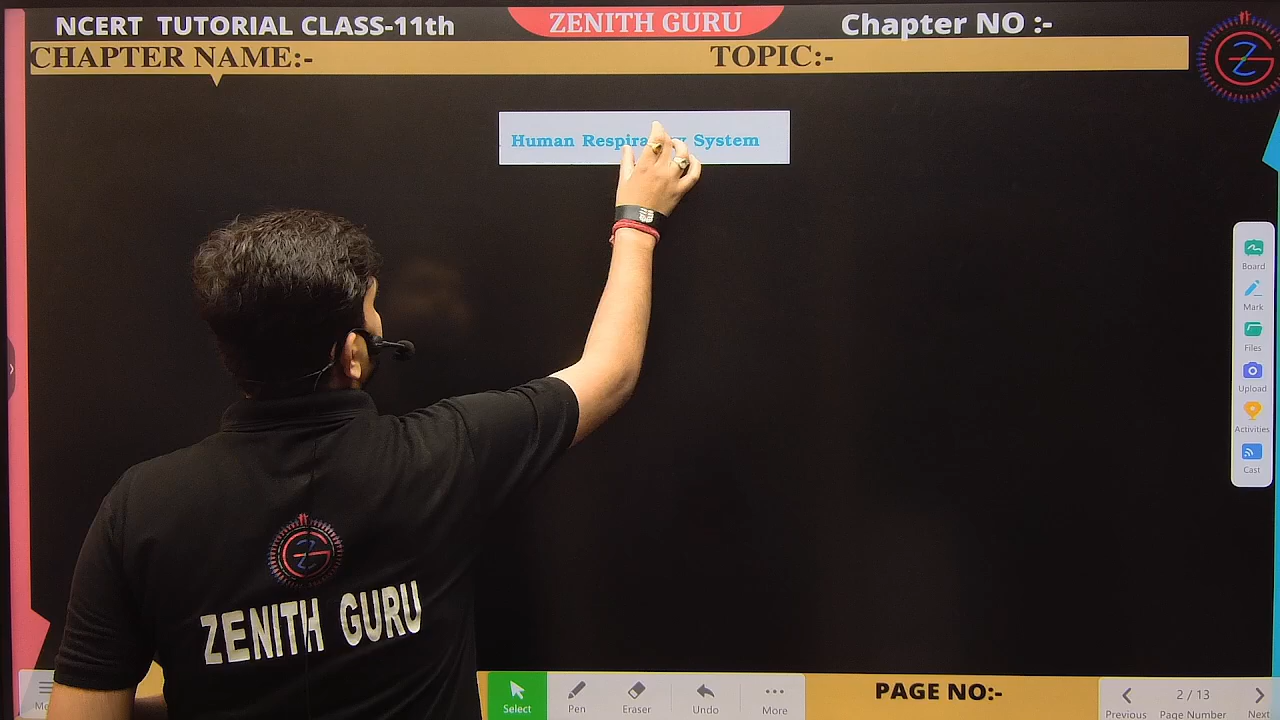 NCERT TUTORIAL CLASS-11th
ZENITH GURU
Chapter NO :-
CHAPTER NAME:-
TOPIC:-
Human System
Board
Mark
Files
Upload
Activities
Cast
ZENITH GURU
Select
Pen
Eraser
Undo
More
PAGE NO:-
Previous
2 / 13
Page Number
Next